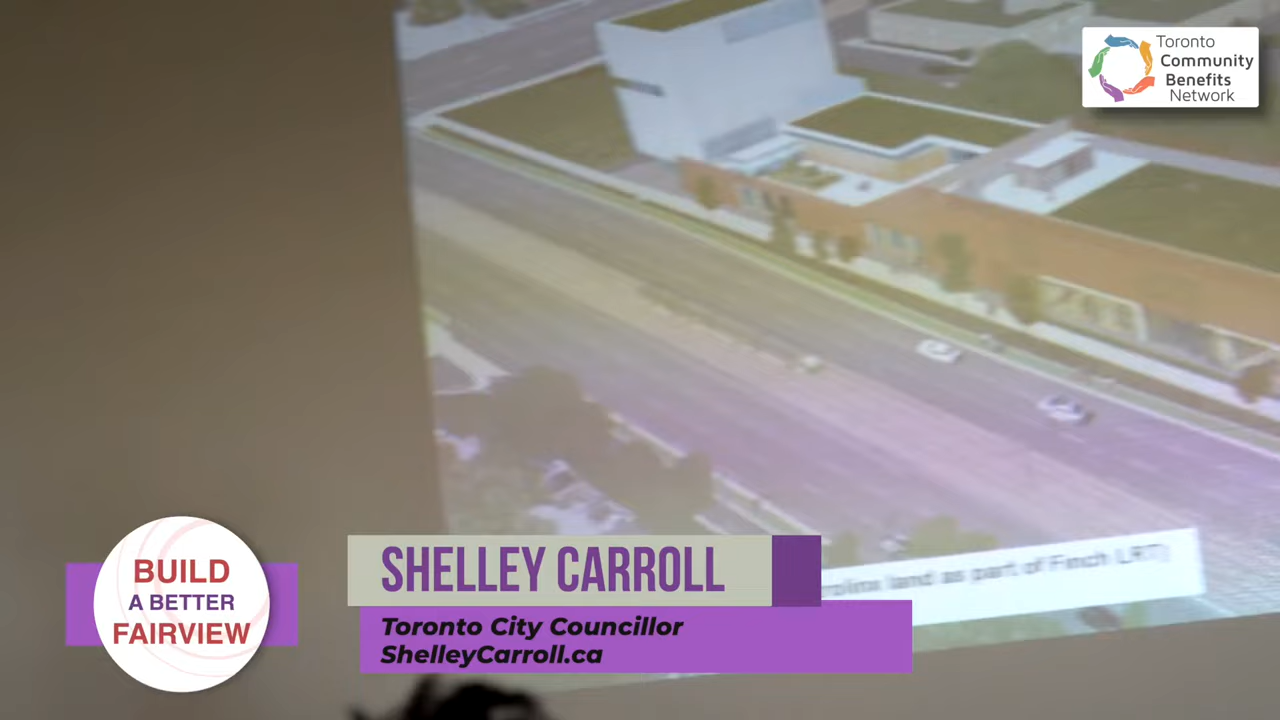 Toronto
Community
Benefits
Network
BUILD
A BETTER
FAIRVIEW
SHELLEY CARROLL
Toronto City Councillor
ShelleyCarroll.ca
land as part of Finch LRT)